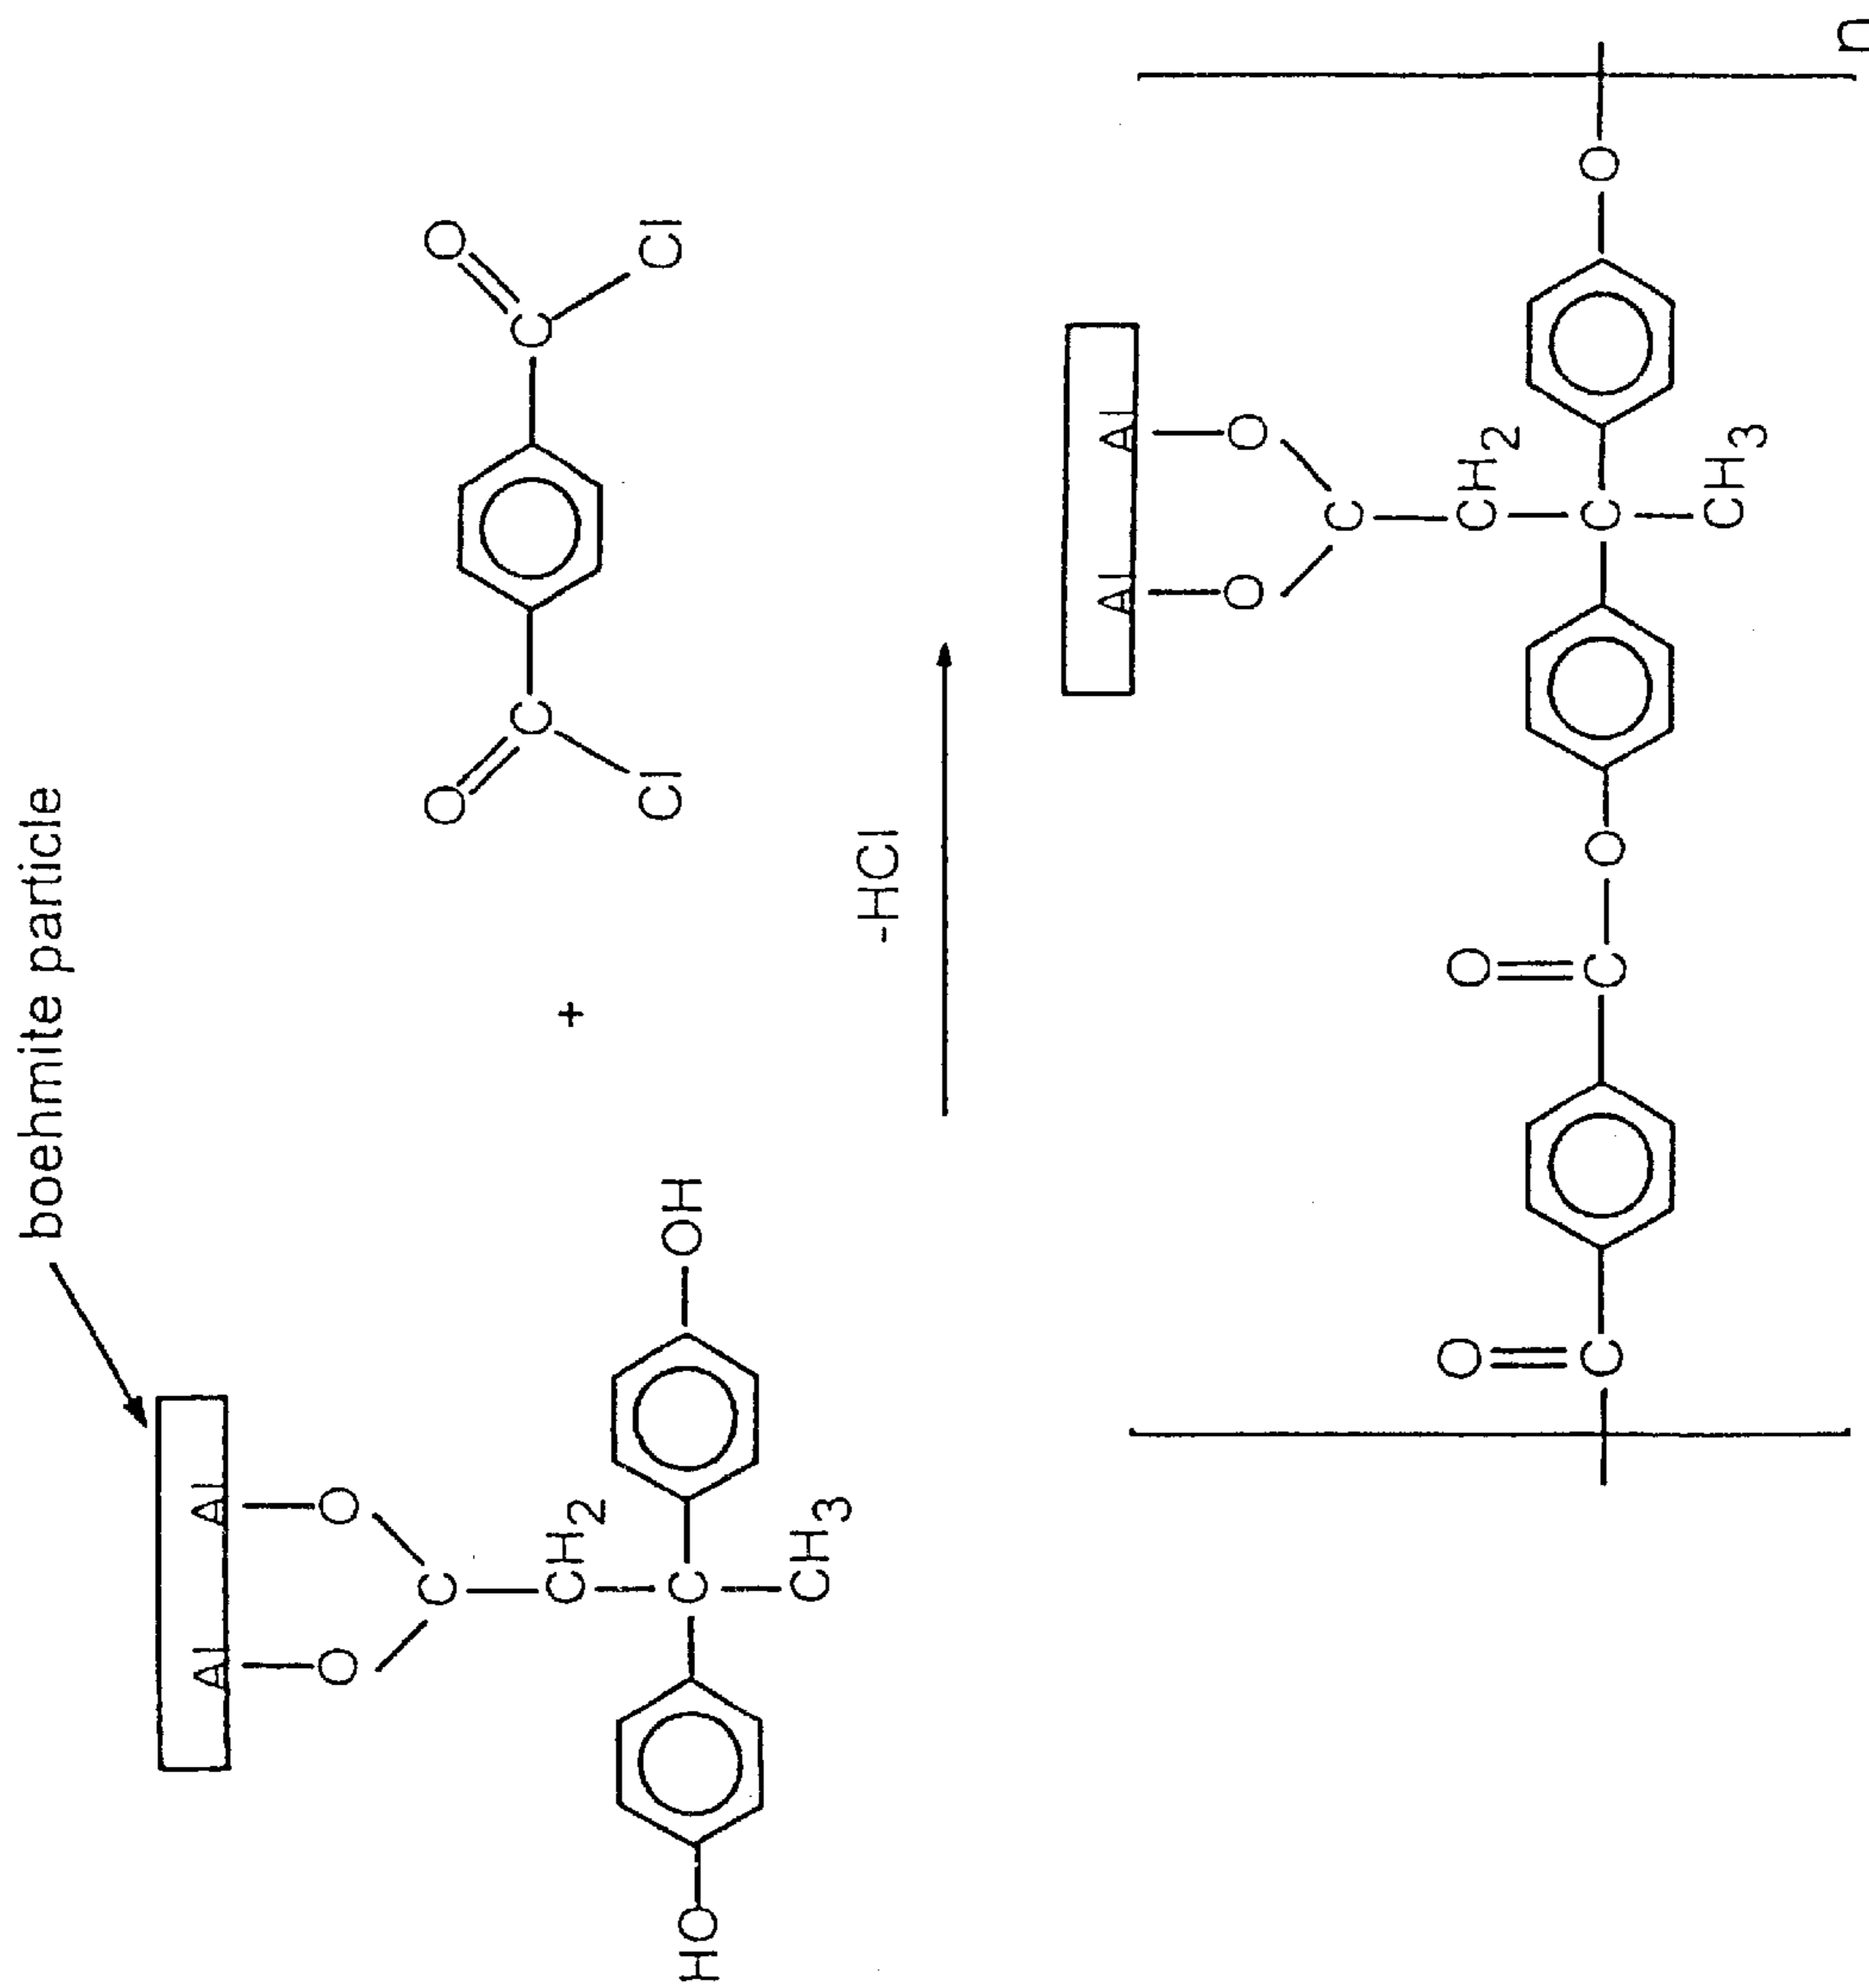 boehmite particle
Al Al
O O
C
CH2
HO C OH
CH3
+
O O
C C
Cl Cl
-HCl
Al Al
O O
C
O O CH2
C C O C O
CH3
n